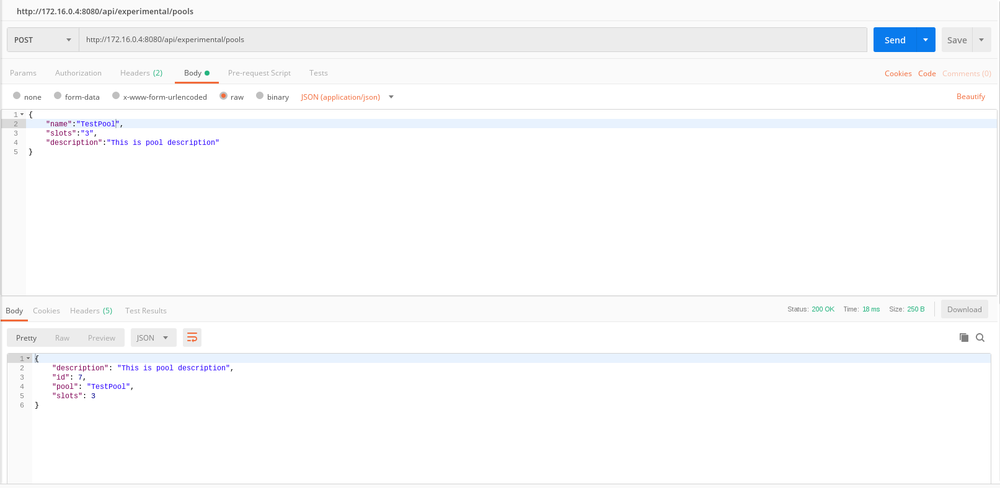 http://172.16.0.4:8080/api/experimental/pools
POST http://172.16.0.4:8080/api/experimental/pools Send Save
Params Authorization Headers (2) Body Pre-request Script Tests Cookies Code Comments (0)
none form-data x-www-form-urlencoded raw binary JSON (application/json) Beautify
1 {
2 "name":"TestPool",
3 "slots":"3",
4 "description":"This is pool description"
5 }
Body Cookies Headers (5) Test Results Status: 200 OK Time: 18 ms Size: 250 B Download
Pretty Raw Preview JSON
1 {
2 "description": "This is pool description",
3 "id": 7,
4 "pool": "TestPool",
5 "slots": 3
6 }